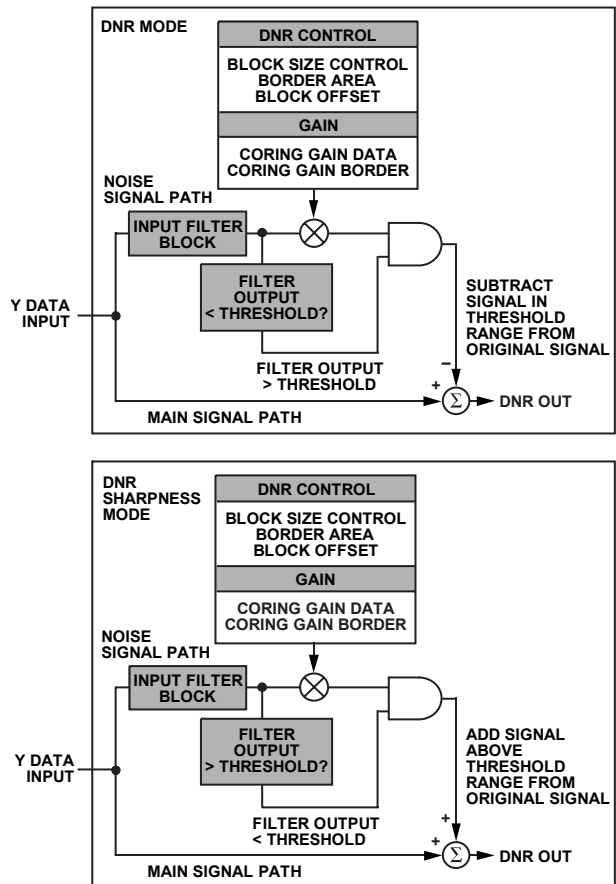 DNR MODE
DNR CONTROL
BLOCK SIZE CONTROL
BORDER AREA
BLOCK OFFSET
GAIN
CORING GAIN DATA
CORING GAIN BORDER
NOISE
SIGNAL PATH
INPUT FILTER
BLOCK
Y DATA
INPUT
FILTER
OUTPUT
< THRESHOLD?
FILTER OUTPUT
> THRESHOLD
SUBTRACT
SIGNAL IN
THRESHOLD
RANGE FROM
ORIGINAL SIGNAL
−
+
Σ
DNR OUT
MAIN SIGNAL PATH
DNR
SHARPNESS
MODE
DNR CONTROL
BLOCK SIZE CONTROL
BORDER AREA
BLOCK OFFSET
GAIN
CORING GAIN DATA
CORING GAIN BORDER
NOISE
SIGNAL PATH
INPUT FILTER
BLOCK
Y DATA
INPUT
FILTER
OUTPUT
> THRESHOLD?
FILTER OUTPUT
< THRESHOLD
ADD SIGNAL
ABOVE
THRESHOLD
RANGE FROM
ORIGINAL SIGNAL
+
+
Σ
DNR OUT
MAIN SIGNAL PATH